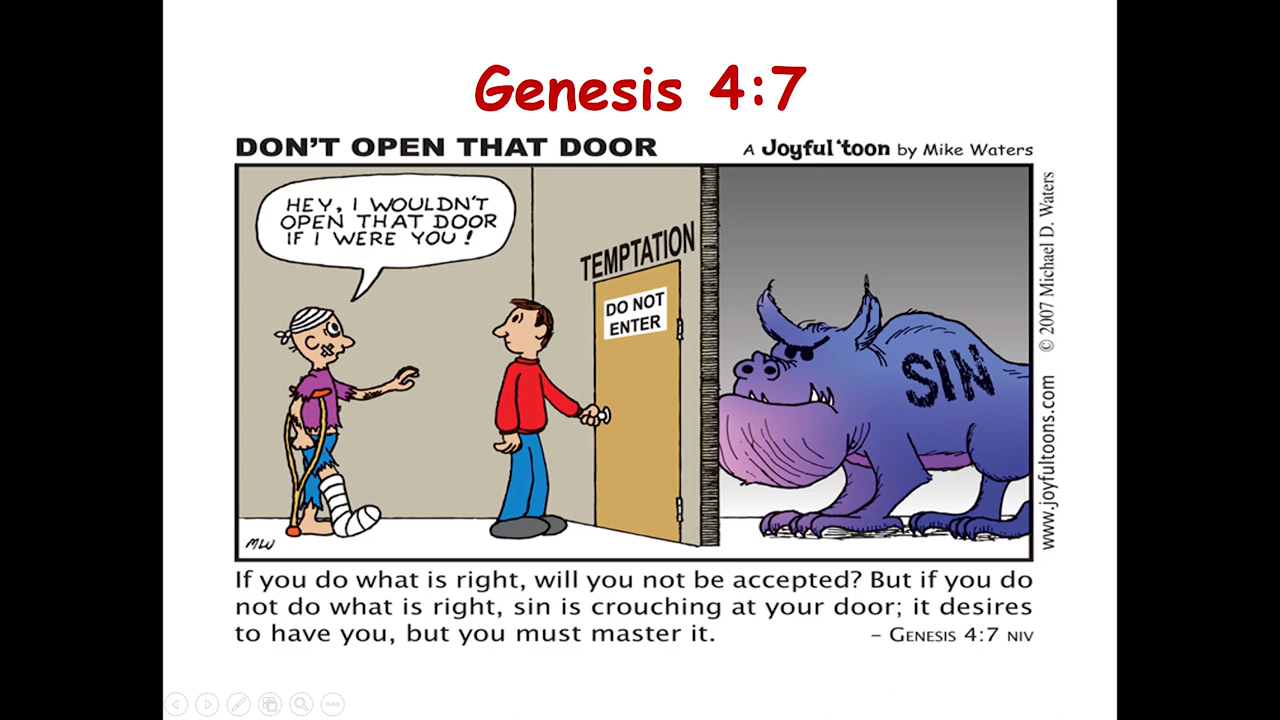 Genesis 4:7
DON'T OPEN THAT DOOR
A Joyful 'toon by Mike Waters
HEY, I WOULDN'T
OPEN THAT DOOR
IF I WERE YOU!
TEMPTATION
DO NOT
ENTER
SIN
MW
© 2007 Michael D. Waters
www.joyfultoons.com
If you do what is right, will you not be accepted? But if you do
not do what is right, sin is crouching at your door; it desires
to have you, but you must master it.
– GENESIS 4:7 NIV